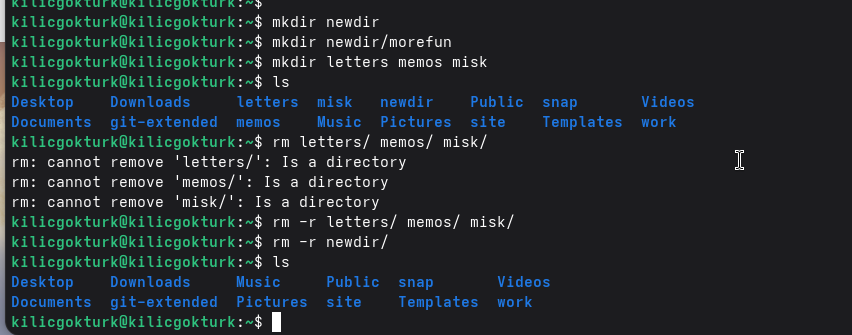 kilicgokturk@kilicgokturk:~$
kilicgokturk@kilicgokturk:~$ mkdir newdir
kilicgokturk@kilicgokturk:~$ mkdir newdir/morefun
kilicgokturk@kilicgokturk:~$ mkdir letters memos misk
kilicgokturk@kilicgokturk:~$ ls
Desktop    Downloads     letters  misk   newdir    Public  snap       Videos
Documents  git-extended  memos    Music  Pictures  site    Templates  work
kilicgokturk@kilicgokturk:~$ rm letters/ memos/ misk/
rm: cannot remove 'letters/': Is a directory
rm: cannot remove 'memos/': Is a directory
rm: cannot remove 'misk/': Is a directory
kilicgokturk@kilicgokturk:~$ rm -r letters/ memos/ misk/
kilicgokturk@kilicgokturk:~$ rm -r newdir/
kilicgokturk@kilicgokturk:~$ ls
Desktop    Downloads     Music     Public  snap       Videos
Documents  git-extended  Pictures  site    Templates  work
kilicgokturk@kilicgokturk:~$